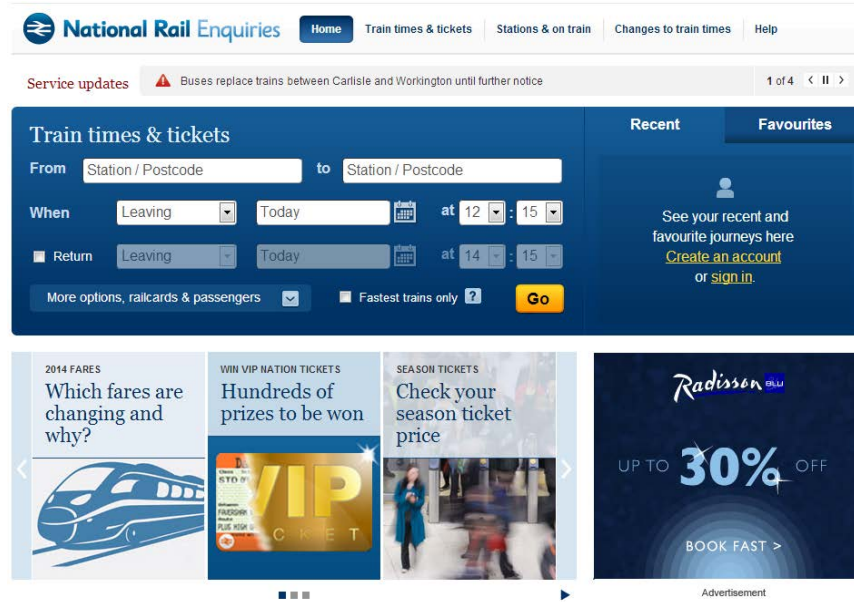 National Rail Enquiries
Home Train times & tickets Stations & on train Changes to train times Help
Service updates Buses replace trains between Carlisle and Workington until further notice 1 of 4
Train times & tickets
From Station / Postcode to Station / Postcode
When Leaving Today at 12 : 15
Return Leaving Today at 14 : 15
More options, railcards & passengers Fastest trains only ? Go
Recent Favourites
See your recent and
favourite journeys here
Create an account
or sign in.
2014 FARES
Which fares are
changing and
why?
WIN VIP NATION TICKETS
Hundreds of
prizes to be won
STD
VIP
TICKET
SEASON TICKETS
Check your
season ticket
price
Radisson BLU
UP TO 30% OFF
BOOK FAST >
Advertisement